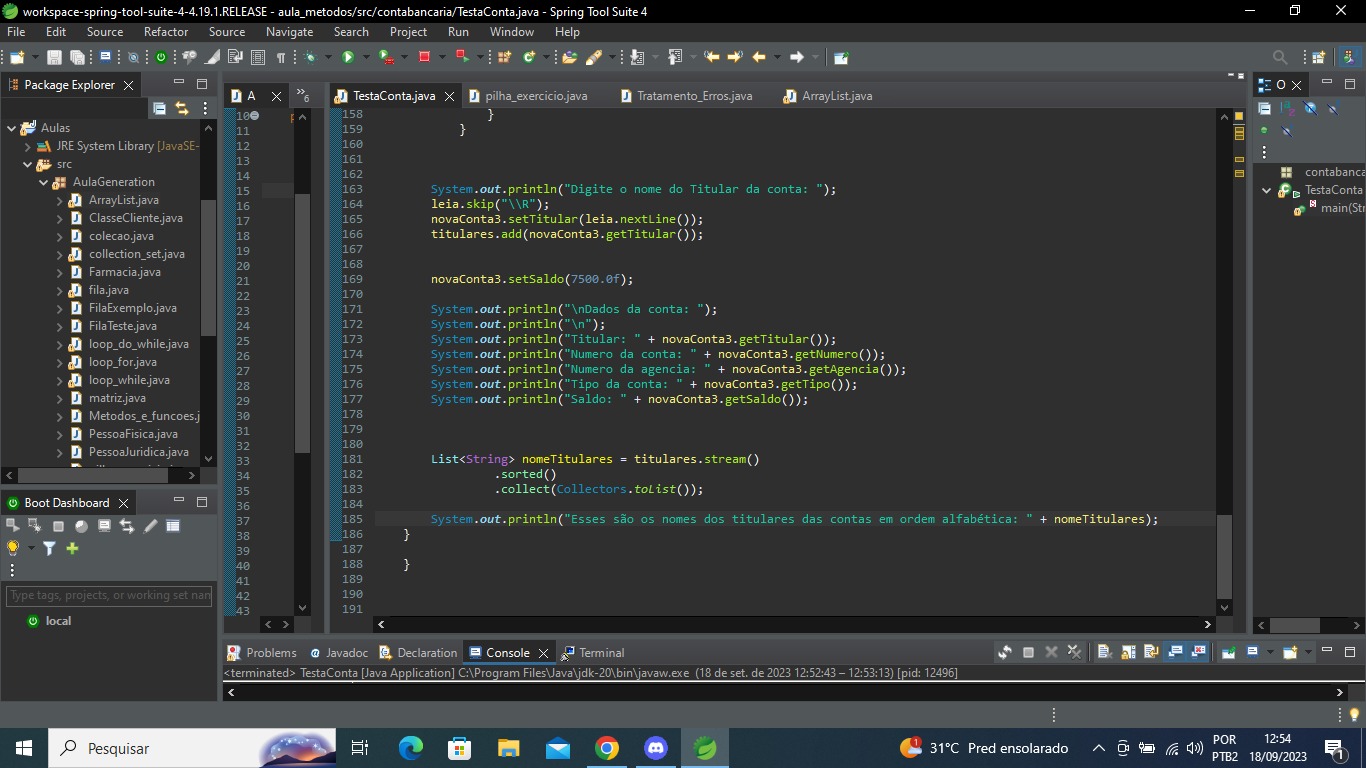 workspace-spring-tool-suite-4-4.19.1.RELEASE - aula_metodos/src/contabancaria/TestaConta.java - Spring Tool Suite 4
File Edit Source Refactor Source Navigate Search Project Run Window Help
Package Explorer
Aulas
JRE System Library [JavaSE-
src
AulaGeneration
ArrayList.java
ClasseCliente.java
colecao.java
collection_set.java
Farmacia.java
fila.java
FilaExemplo.java
FilaTeste.java
loop_do_while.java
loop_for.java
loop_while.java
matriz.java
Metodos_e_funcoes.j
PessoaFisica.java
PessoaJuridica.java
Boot Dashboard
Type tags, projects, or working set nam
local
A
6
10
11
12
13
14
15
16
17
18
19
20
21
22
23
24
25
26
27
28
29
30
31
32
33
34
35
36
37
38
39
40
41
42
43
TestaConta.java pilha_exercicio.java Tratamento_Erros.java ArrayList.java
158 }
159 }
160
161
162
163 System.out.println("Digite o nome do Titular da conta: ");
164 leia.skip("\\R");
165 novaConta3.setTitular(leia.nextLine());
166 titulares.add(novaConta3.getTitular());
167
168
169 novaConta3.setSaldo(7500.0f);
170
171 System.out.println("\nDados da conta: ");
172 System.out.println("\n");
173 System.out.println("Titular: " + novaConta3.getTitular());
174 System.out.println("Numero da conta: " + novaConta3.getNumero());
175 System.out.println("Numero da agencia: " + novaConta3.getAgencia());
176 System.out.println("Tipo da conta: " + novaConta3.getTipo());
177 System.out.println("Saldo: " + novaConta3.getSaldo());
178
179
180
181 List<String> nomeTitulares = titulares.stream()
182 .sorted()
183 .collect(Collectors.toList());
184
185 System.out.println("Esses são os nomes dos titulares das contas em ordem alfabética: " + nomeTitulares);
186 }
187
188 }
189
190
191
O
contabanca
TestaConta
main(Str
Problems Javadoc Declaration Console Terminal
<terminated> TestaConta [Java Application] C:\Program Files\Java\jdk-20\bin\javaw.exe (18 de set. de 2023 12:52:43 – 12:53:13) [pid: 12496]
Pesquisar
1
31°C Pred ensolarado
POR
PTB2
12:54
18/09/2023
1